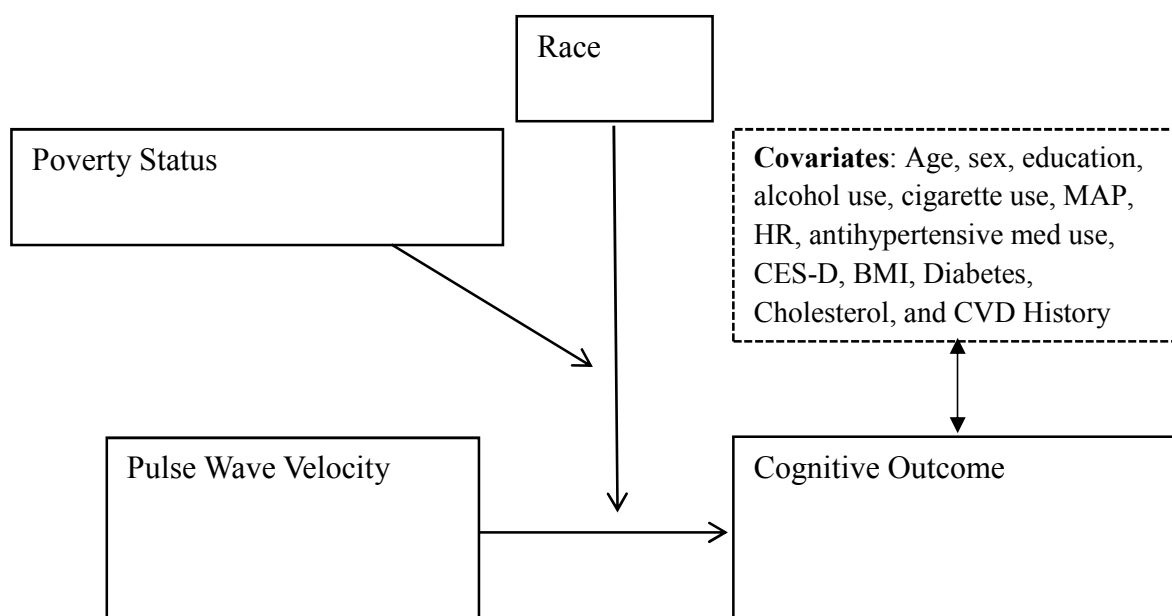 Race
Poverty Status
Covariates: Age, sex, education,
alcohol use, cigarette use, MAP,
HR, antihypertensive med use,
CES-D, BMI, Diabetes,
Cholesterol, and CVD History
Pulse Wave Velocity
Cognitive Outcome